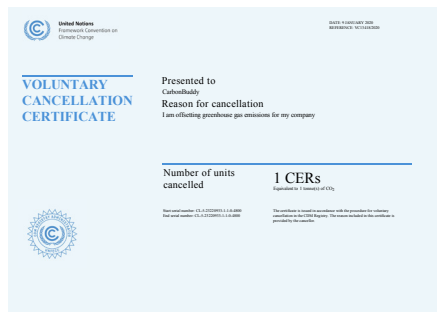 United Nations
Framework Convention on
Climate Change
DATE: 9 JANUARY 2020
VOLUNTARY
CANCELLATION
CERTIFICATE
Presented to
CarbonBuddy
Reason for cancellation
I am offsetting greenhouse gas emissions for my company
Number of units
cancelled
1 CERs
Equivalent to 1 tonne(s) of CO₂
The certificate is issued in accordance with the procedure for voluntary
cancellation in the CDM Registry. The reason included in this certificate is
provided by the canceller.